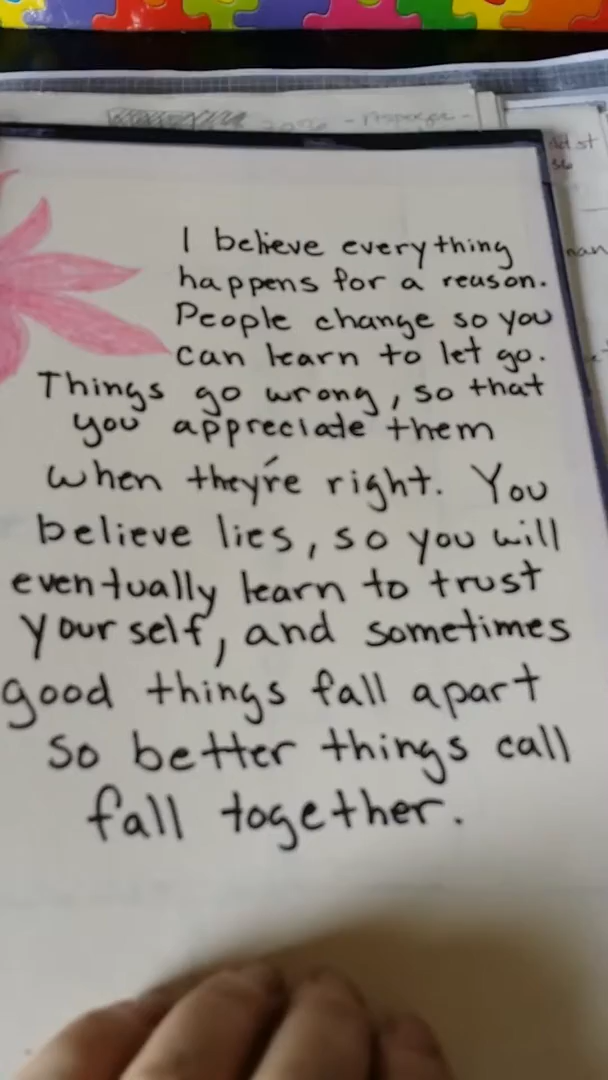 I believe everything
happens for a reason.
People change so you
can learn to let go.
Things go wrong, so that
you appreciate them
when they're right. You
believe lies, so you will
eventually learn to trust
yourself, and sometimes
good things fall apart
so better things call
fall together.